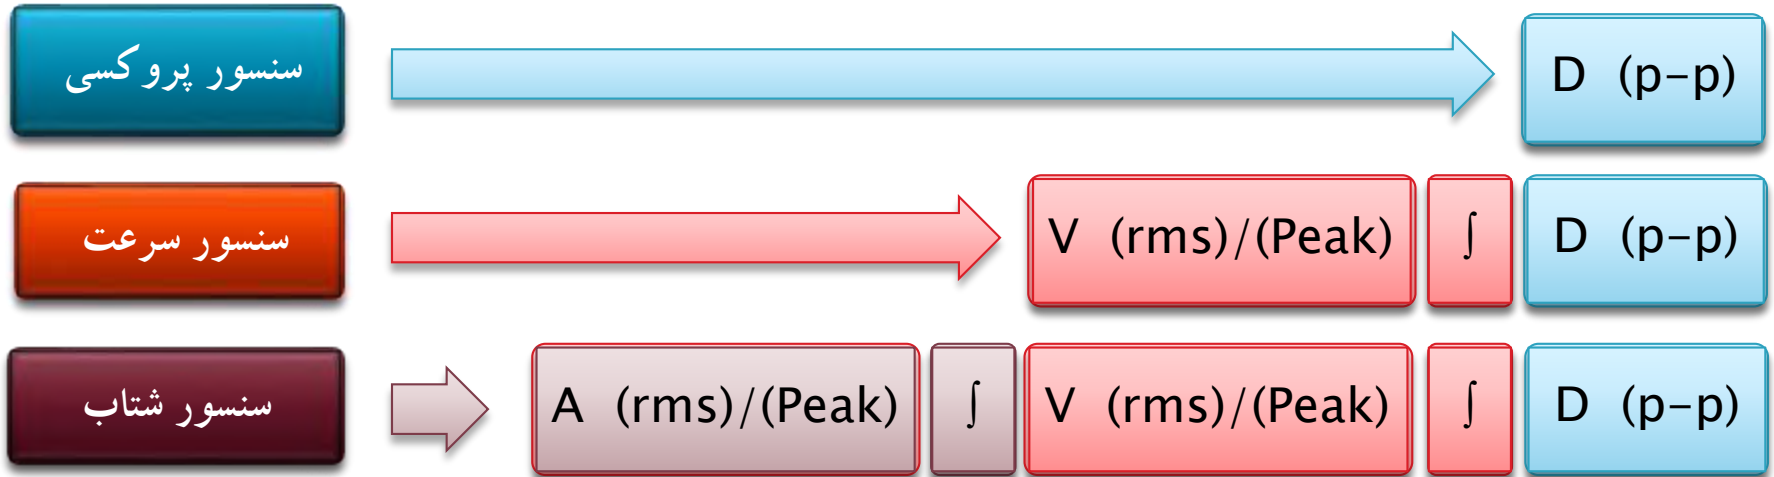 سنسور پروکسی
D (p-p)
سنسور سرعت
V (rms)/(Peak) ∫ D (p-p)
سنسور شتاب
A (rms)/(Peak) ∫ V (rms)/(Peak) ∫ D (p-p)